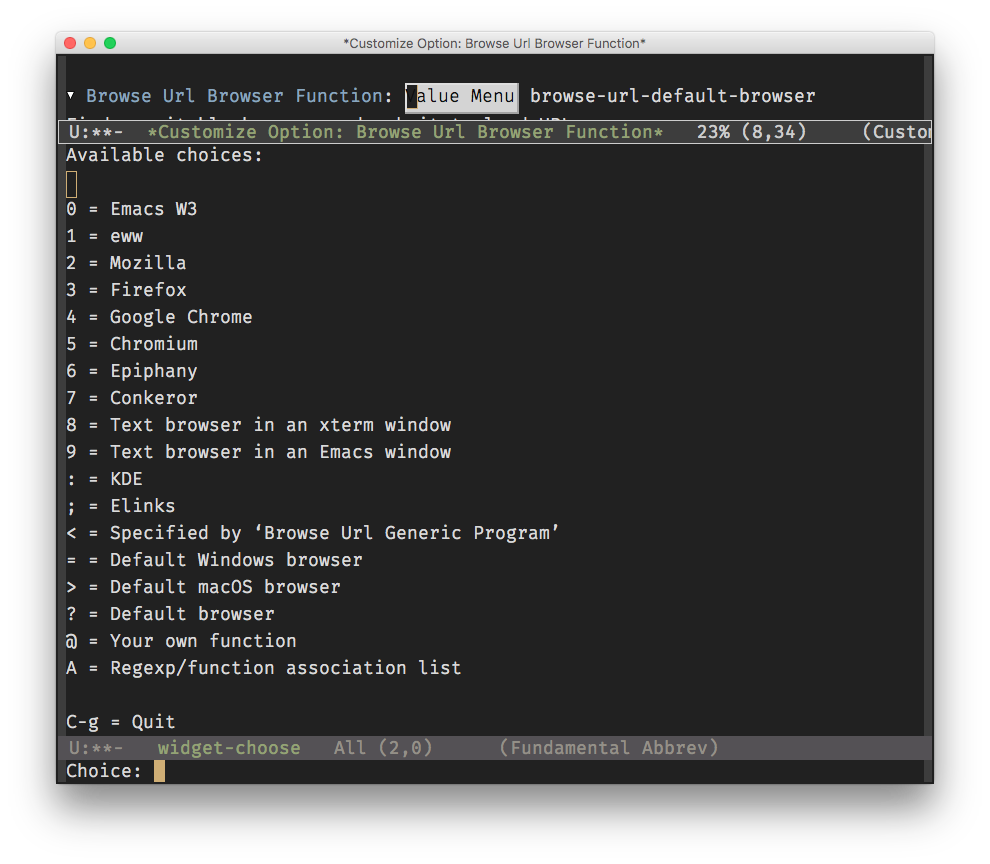 *Customize Option: Browse Url Browser Function*
▼ Browse Url Browser Function: Value Menu browse-url-default-browser
U:**-  *Customize Option: Browse Url Browser Function*   23% (8,34)     (Custom
Available choices:
0 = Emacs W3
1 = eww
2 = Mozilla
3 = Firefox
4 = Google Chrome
5 = Chromium
6 = Epiphany
7 = Conkeror
8 = Text browser in an xterm window
9 = Text browser in an Emacs window
: = KDE
; = Elinks
< = Specified by ‘Browse Url Generic Program’
= = Default Windows browser
> = Default macOS browser
? = Default browser
@ = Your own function
A = Regexp/function association list
C-g = Quit
U:**-   widget-choose   All (2,0)      (Fundamental Abbrev)
Choice: